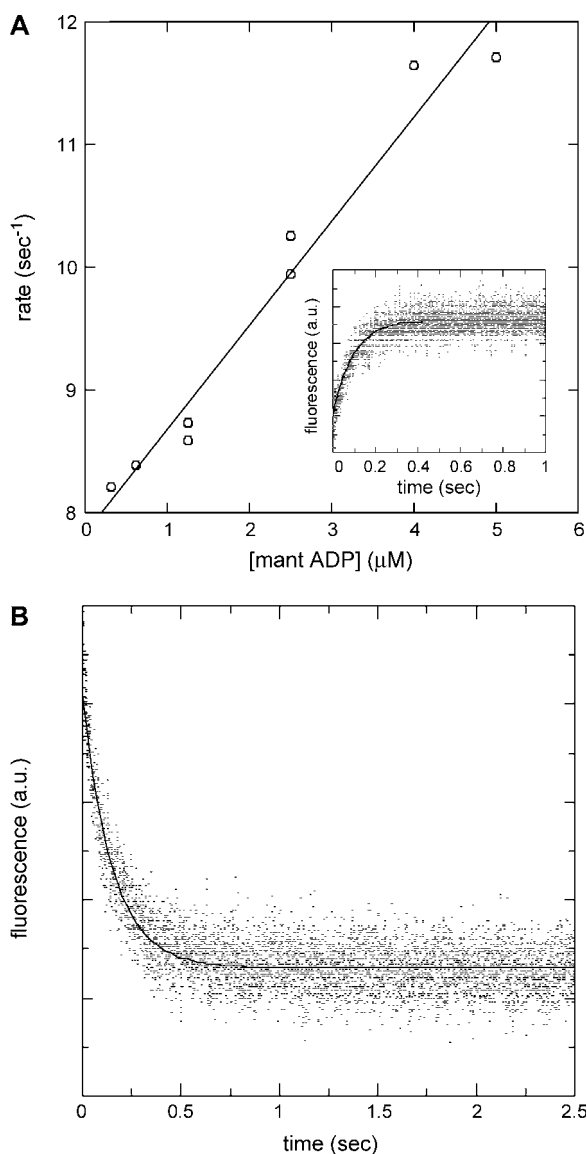 A
12
11
10
9
8
rate (sec⁻¹)
0 1 2 3 4 5 6
[mant ADP] (µM)
fluorescence (a.u.)
0 0.2 0.4 0.6 0.8 1
time (sec)
B
fluorescence (a.u.)
0 0.5 1 1.5 2 2.5
time (sec)